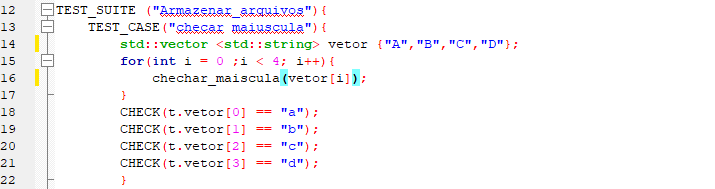 12 TEST_SUITE ("Armazenar_arquivos"){
13 TEST_CASE("checar maiuscula"){
14 std::vector <std::string> vetor {"A","B","C","D"};
15 for(int i = 0 ;i < 4; i++){
16 chechar_maiscula(vetor[i]);
17 }
18 CHECK(t.vetor[0] == "a");
19 CHECK(t.vetor[1] == "b");
20 CHECK(t.vetor[2] == "c");
21 CHECK(t.vetor[3] == "d");
22 }